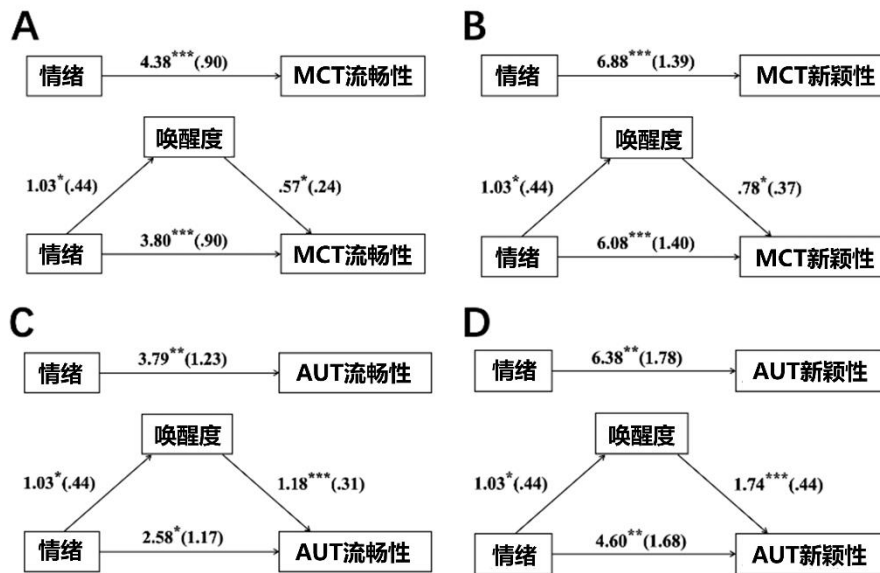 A
4.38***(.90)
情绪
MCT流畅性
唤醒度
1.03*(.44)
.57*(.24)
3.80***(.90)
情绪
MCT流畅性
B
6.88***(1.39)
情绪
MCT新颖性
唤醒度
1.03*(.44)
.78*(.37)
6.08***(1.40)
情绪
MCT新颖性
C
3.79**(1.23)
情绪
AUT流畅性
唤醒度
1.03*(.44)
1.18***(.31)
2.58*(1.17)
情绪
AUT流畅性
D
6.38**(1.78)
情绪
AUT新颖性
唤醒度
1.03*(.44)
1.74***(.44)
4.60**(1.68)
情绪
AUT新颖性